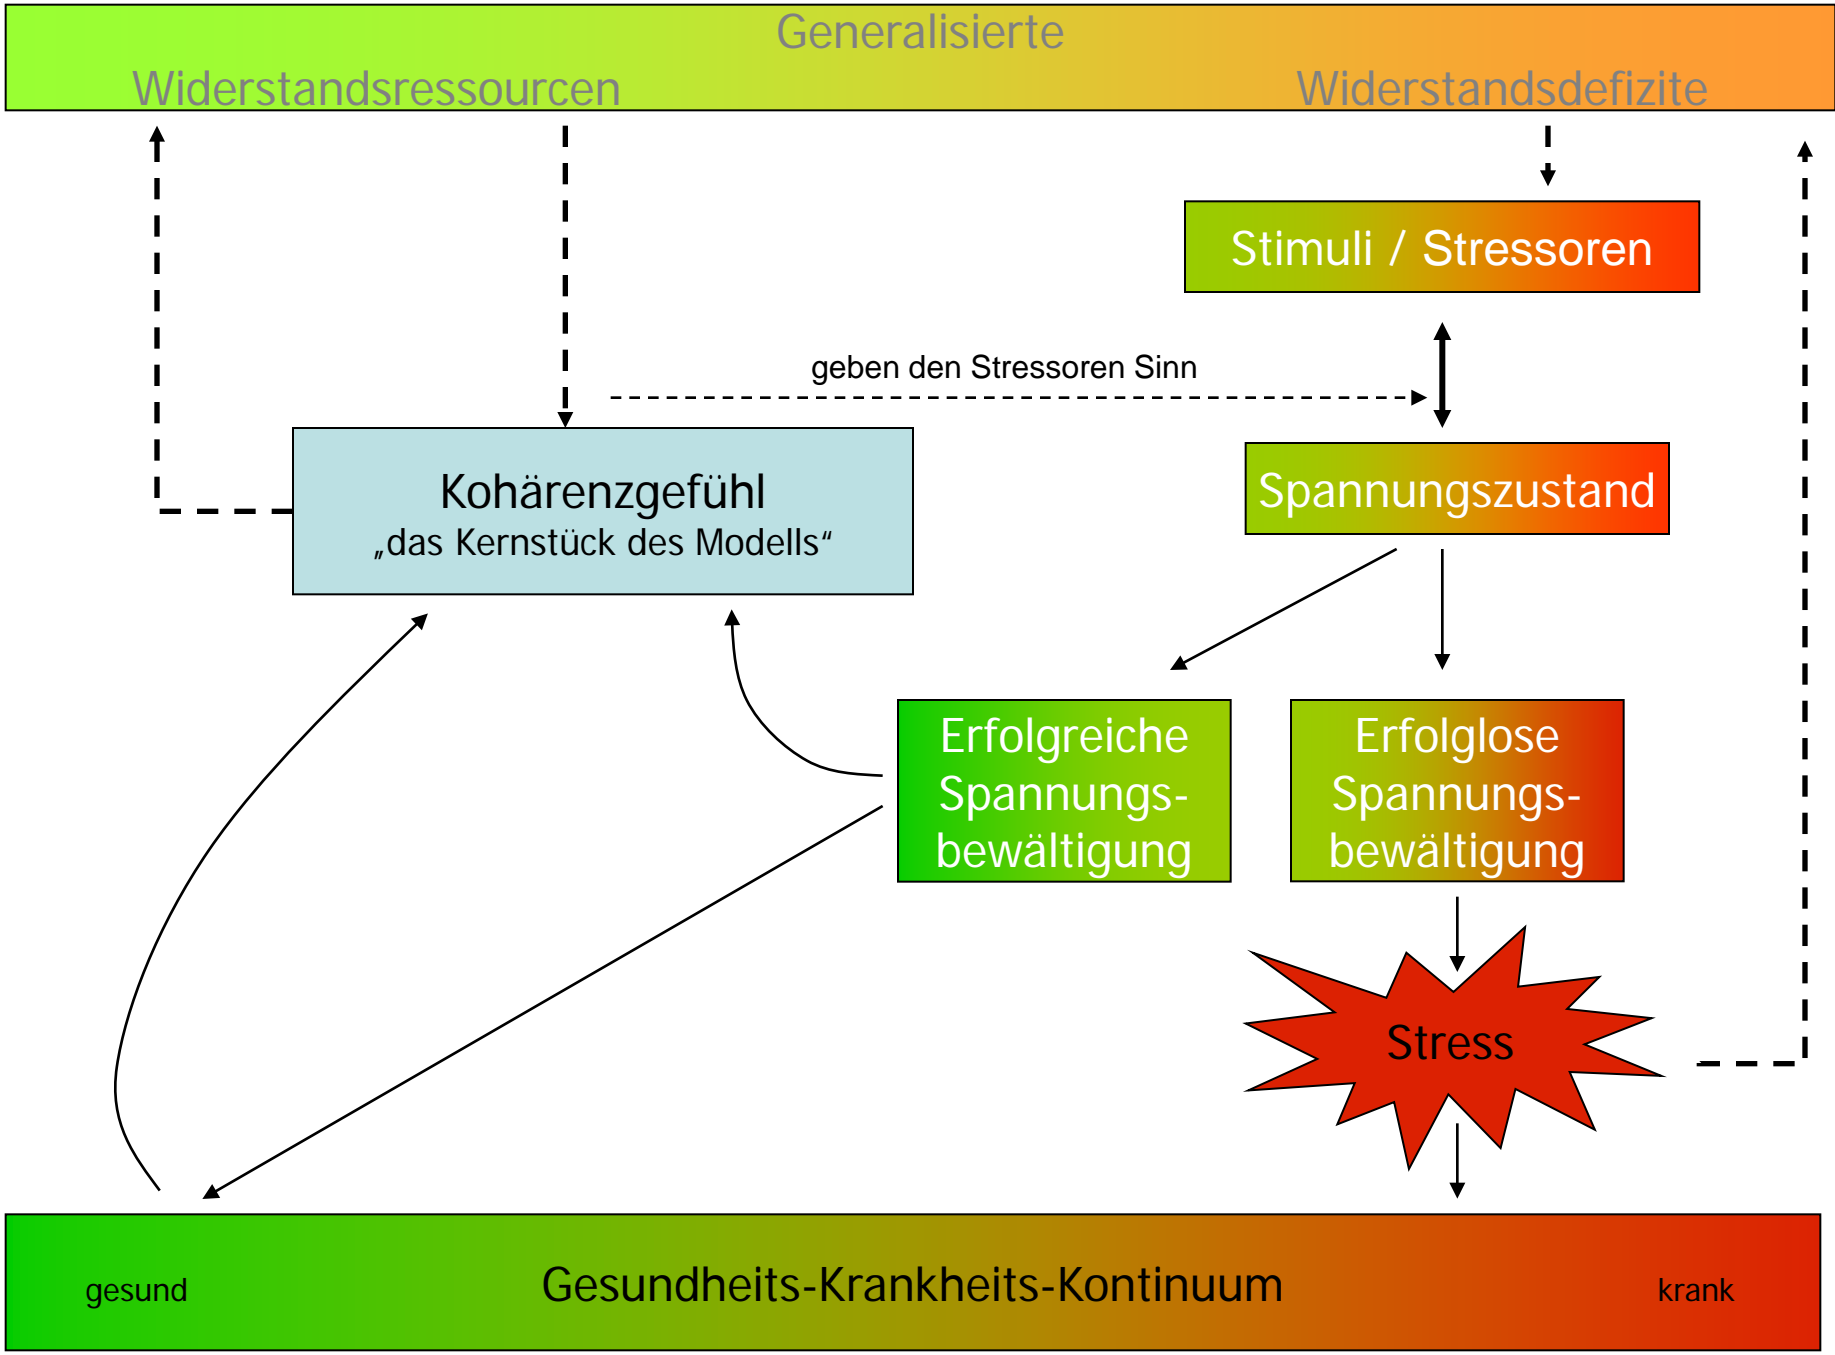 Generalisierte
Widerstandsressourcen Widerstandsdefizite
Stimuli / Stressoren
geben den Stressoren Sinn
Kohärenzgefühl
„das Kernstück des Modells“
Spannungszustand
Erfolgreiche
Spannungs-
bewältigung
Erfolglose
Spannungs-
bewältigung
Stress
gesund Gesundheits-Krankheits-Kontinuum krank